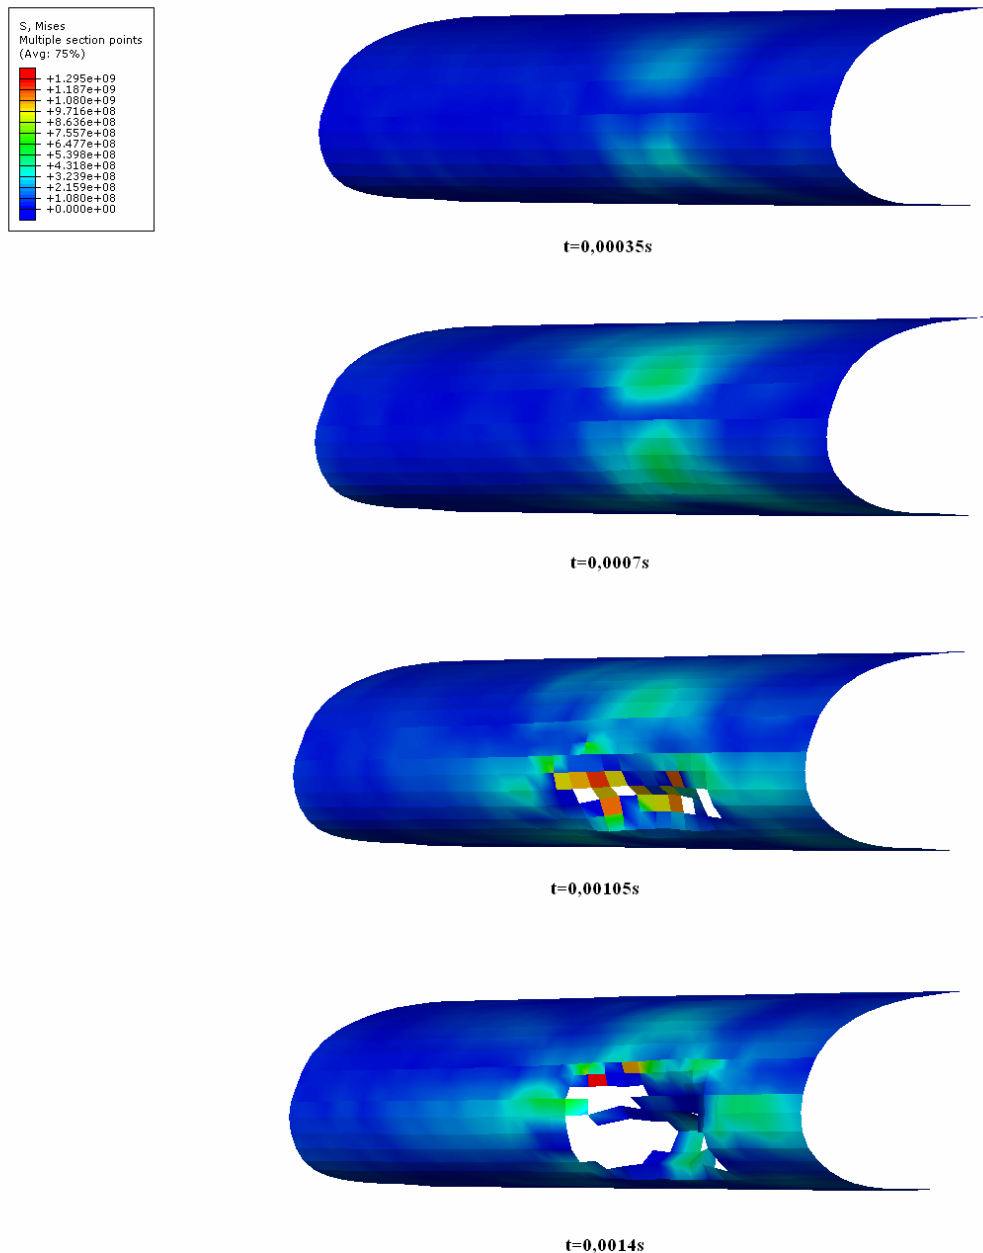 S, Mises
Multiple section points
(Avg: 75%)
+1.295e+09
+1.187e+09
+1.080e+09
+9.716e+08
+8.636e+08
+7.557e+08
+6.477e+08
+5.398e+08
+4.318e+08
+3.239e+08
+2.159e+08
+1.080e+08
+0.000e+00
t=0,00035s
t=0,0007s
t=0,00105s
t=0,0014s